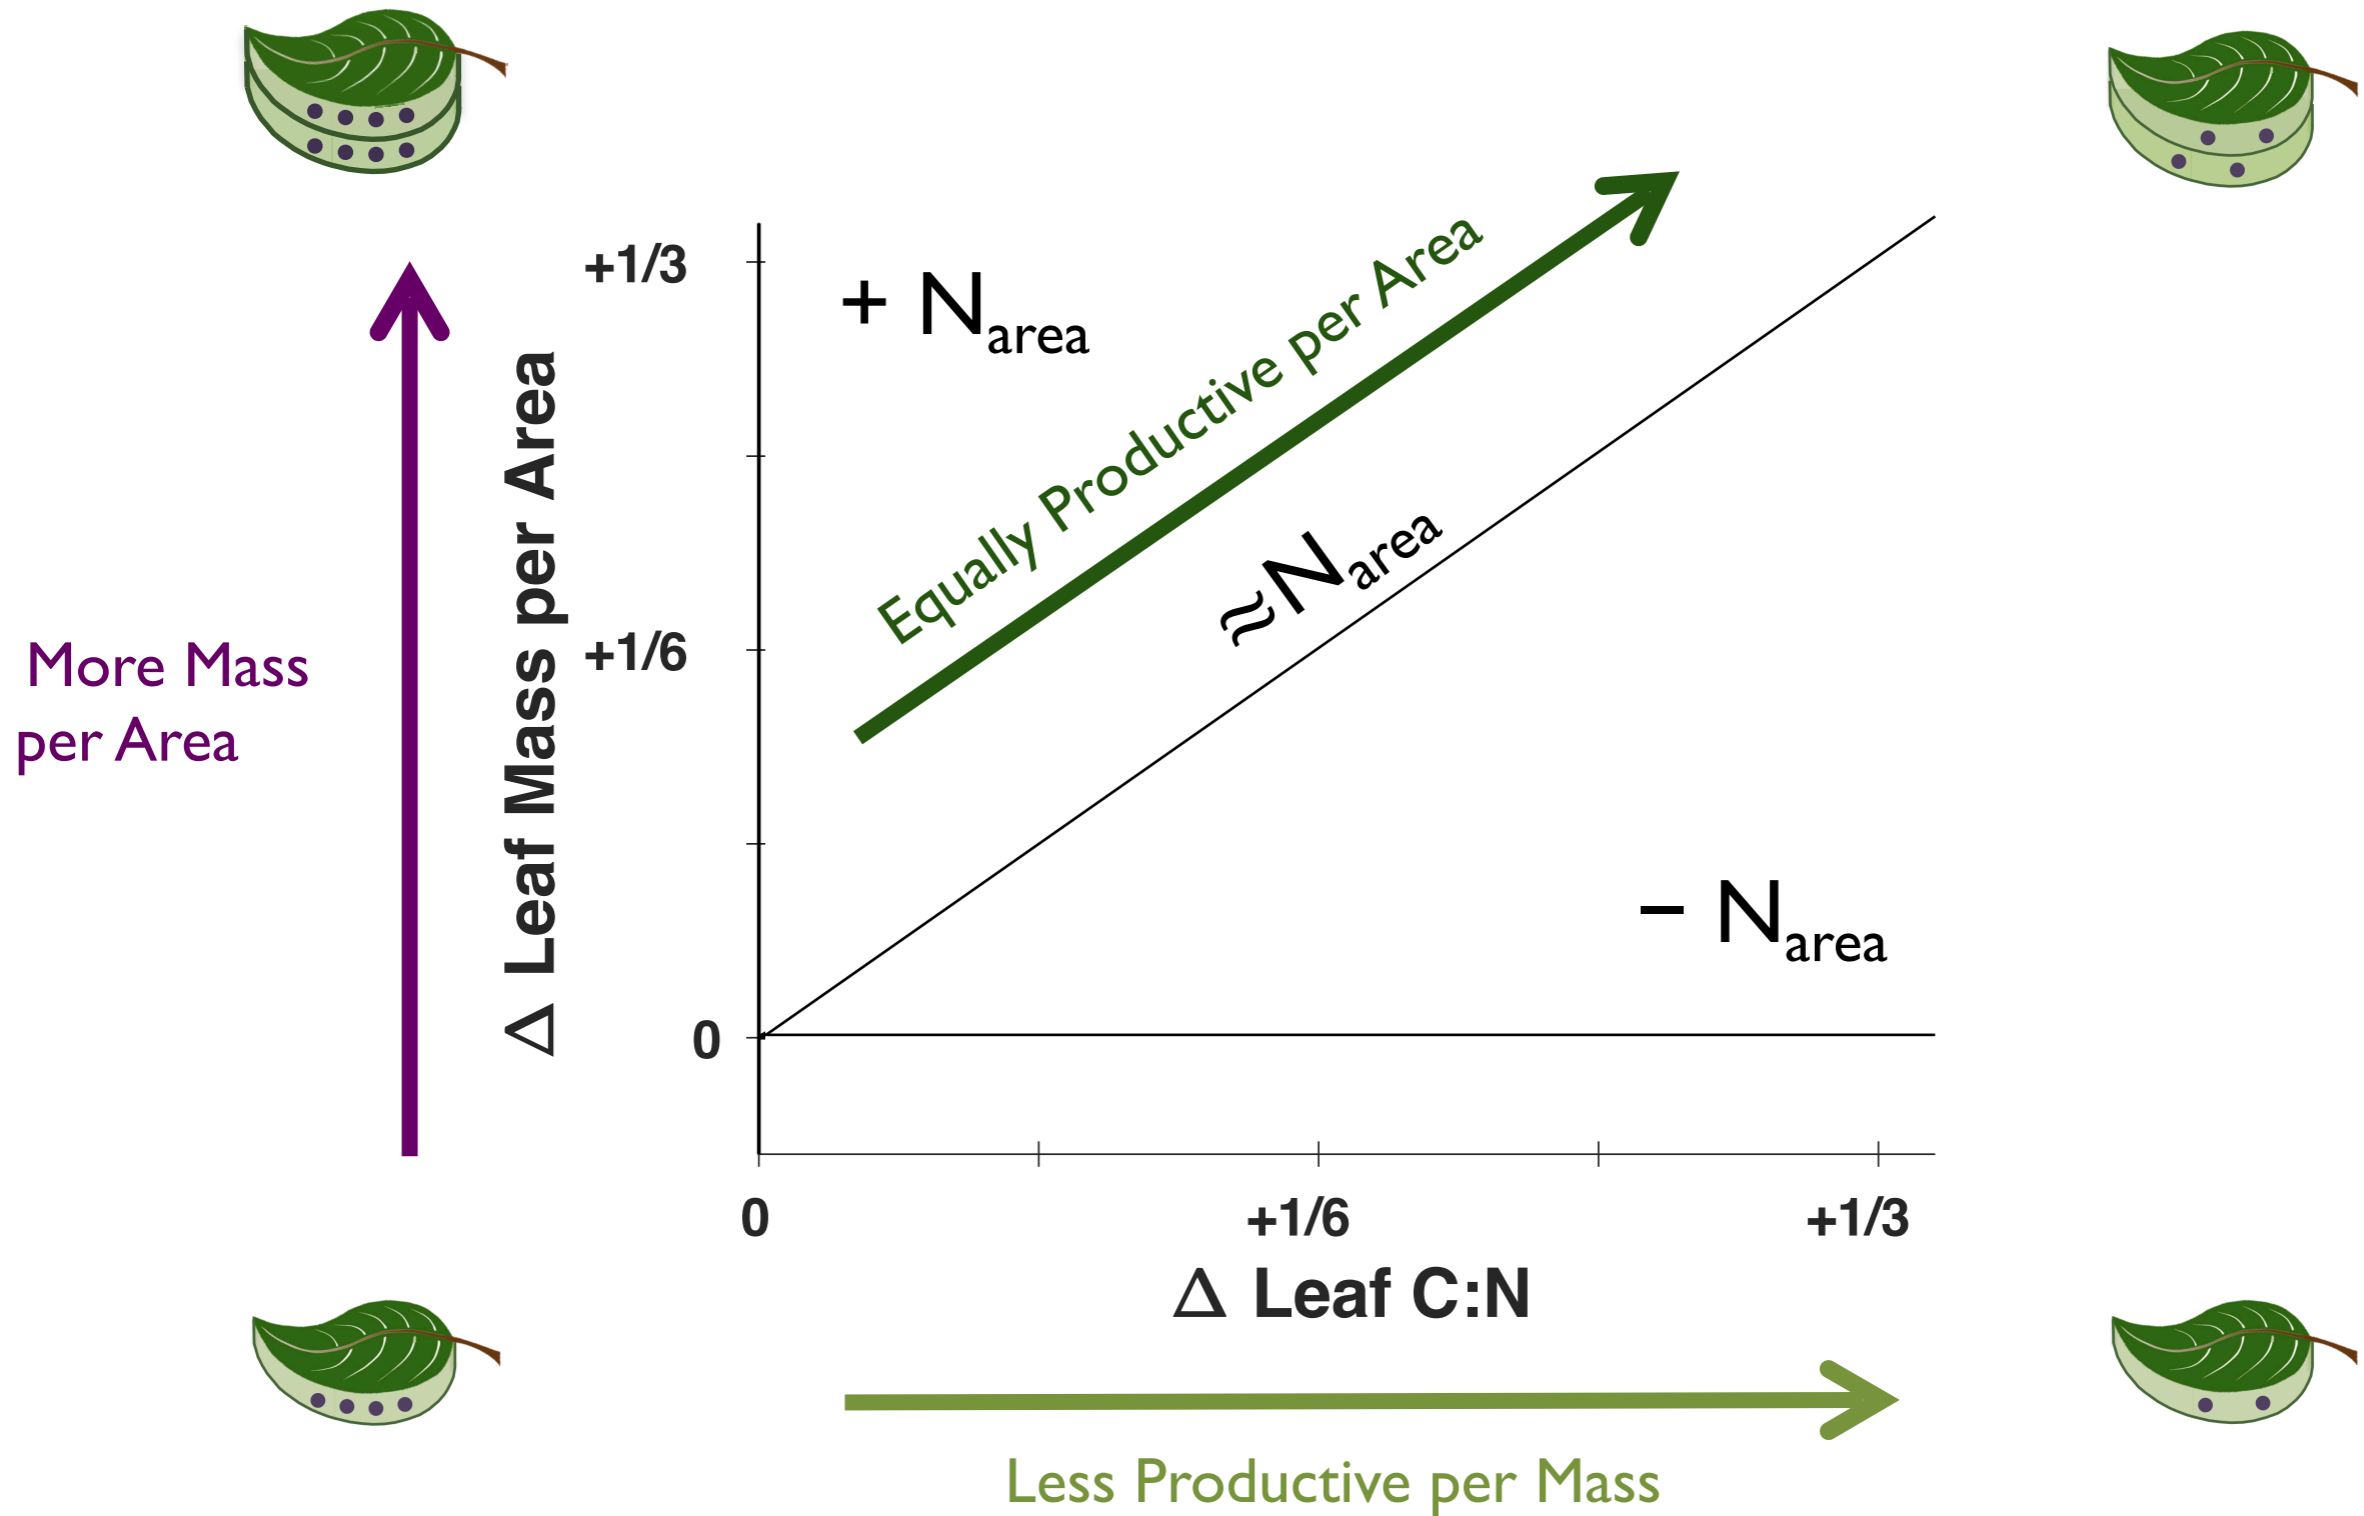 +1/3
+ Narea
Equally Productive per Area
≈Narea
Δ Leaf Mass per Area
+1/6
More Mass
per Area
− Narea
0
0
+1/6
+1/3
Δ Leaf C:N
Less Productive per Mass